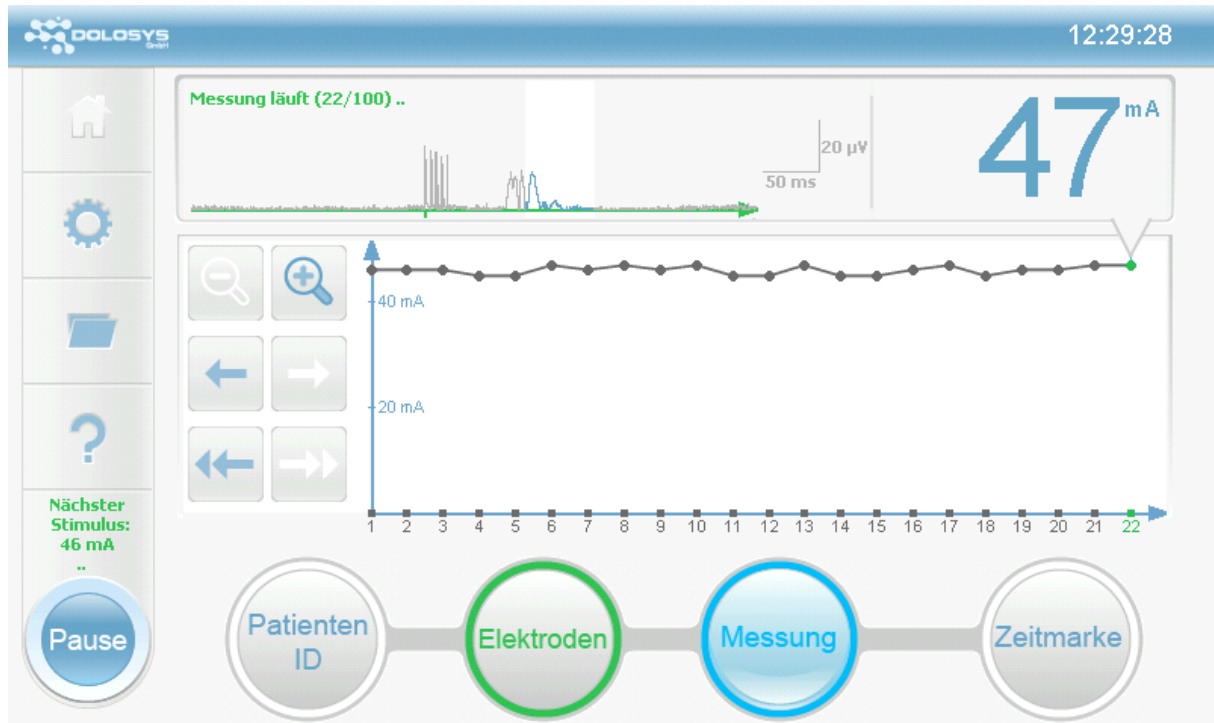 DOLOSYS
GmbH
12:29:28
Messung läuft (22/100) ..
20 µV
50 ms
47 mA
40 mA
20 mA
1 2 3 4 5 6 7 8 9 10 11 12 13 14 15 16 17 18 19 20 21 22
?
Nächster
Stimulus:
46 mA
..
Pause
Patienten
ID
Elektroden
Messung
Zeitmarke